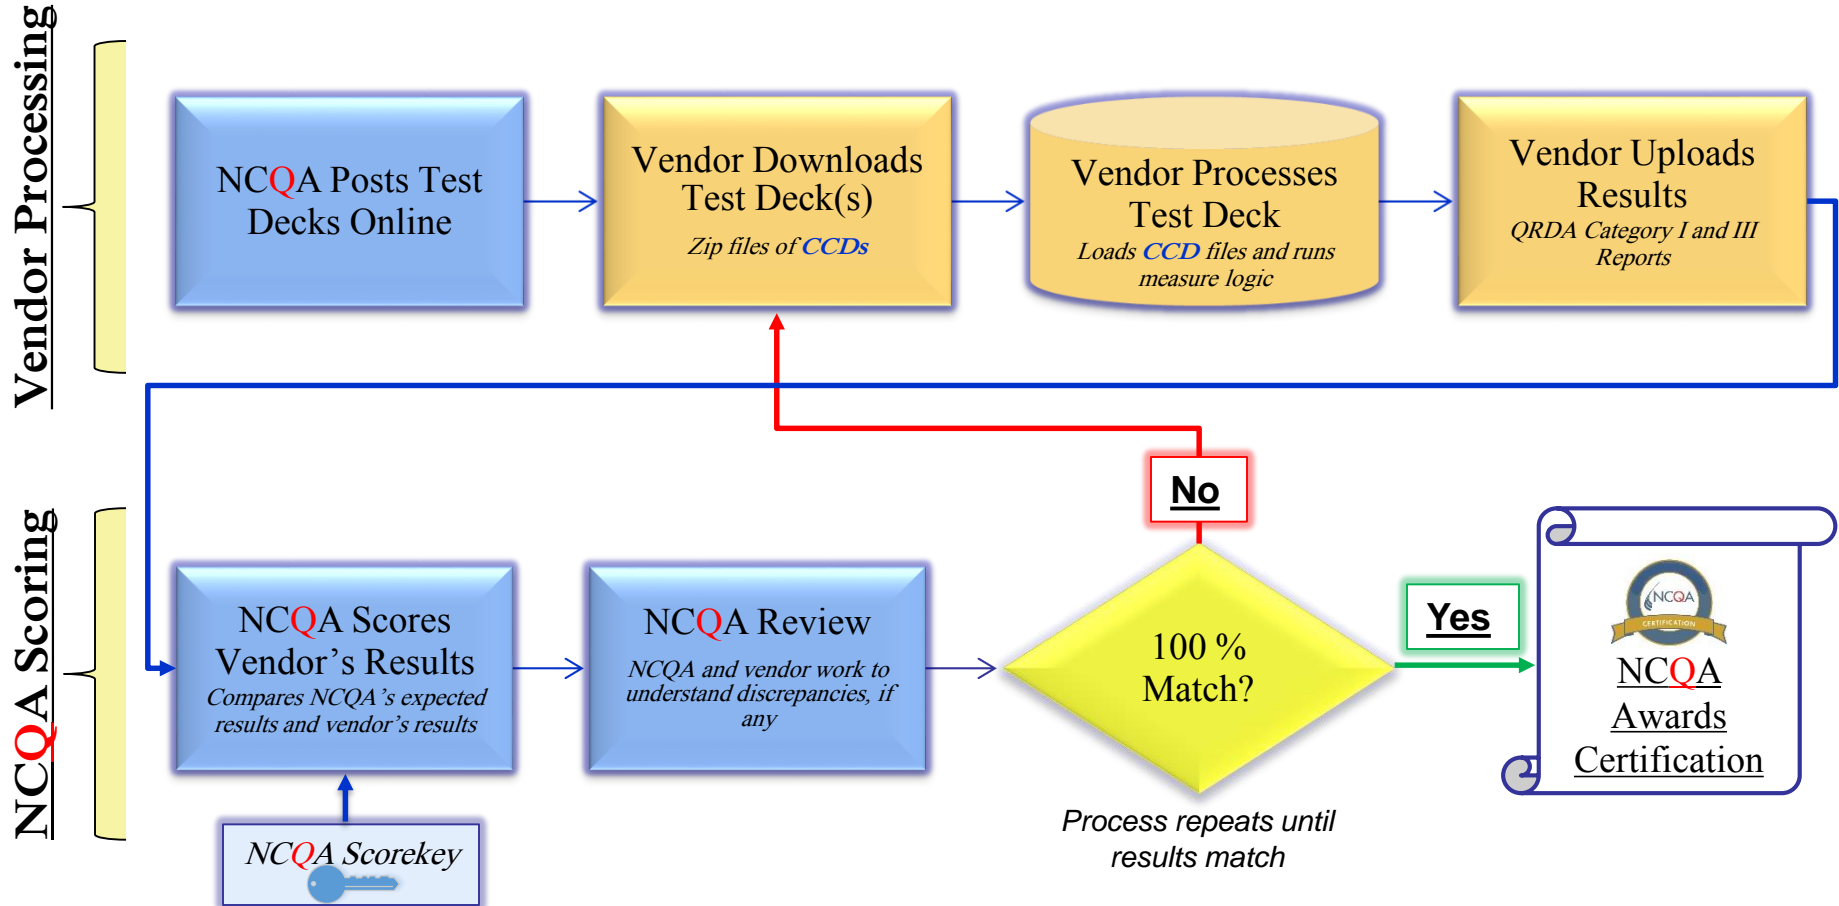 Vendor Processing
NCQA Posts Test
Decks Online
Vendor Downloads
Test Deck(s)
Zip files of CCDs
Vendor Processes
Test Deck
Loads CCD files and runs
measure logic
Vendor Uploads
Results
QRDA Category I and III
Reports
NCQA Scoring
NCQA Scores
Vendor’s Results
Compares NCQA’s expected
results and vendor’s results
NCQA Scorekey
NCQA Review
NCQA and vendor work to
understand discrepancies, if
any
No
100 %
Match?
Process repeats until
results match
Yes
NCQA
CERTIFICATION
NCQA
Awards
Certification